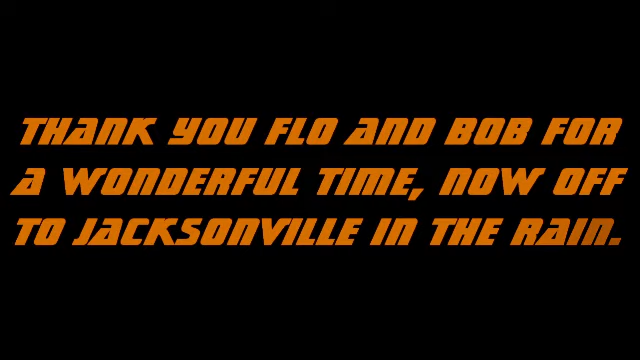 THANK YOU FLO AND BOB FOR
A WONDERFUL TIME, NOW OFF
TO JACKSONVILLE IN THE RAIN.